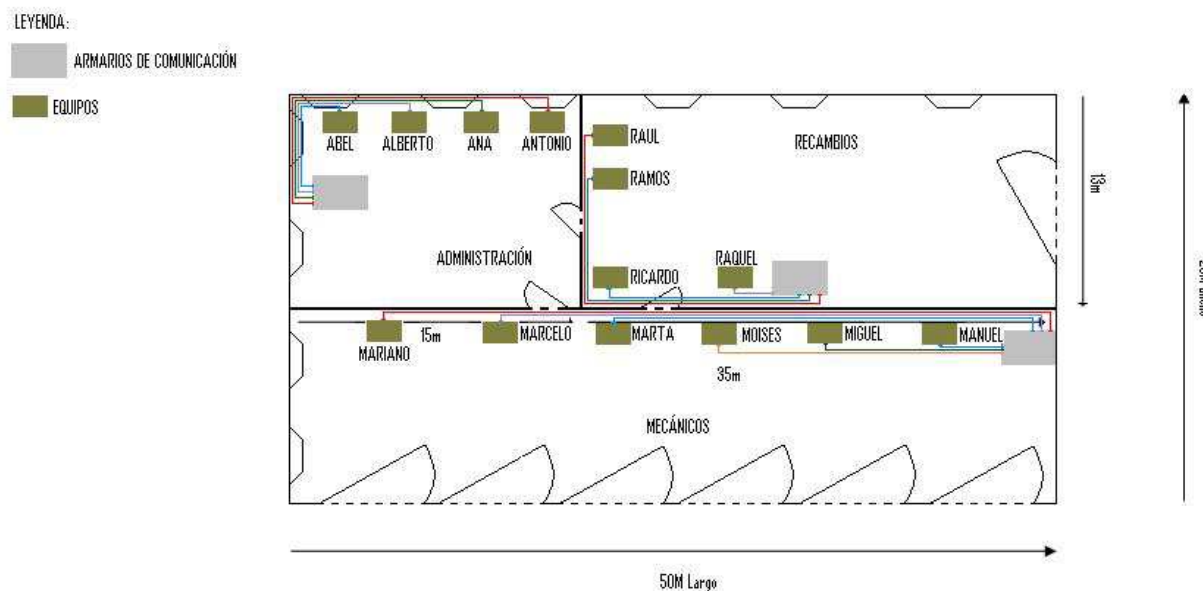 LEYENDA:
ARMARIOS DE COMUNICACIÓN
EQUIPOS
ABEL
ALBERTO
ANA
ANTONIO
RAUL
RECAMBIOS
RAMOS
13m
ADMINISTRACIÓN
RICARDO
RAQUEL
MARIANO
15m
MARCELO
MARTA
MOISES
MIGUEL
MANUEL
35m
MECÁNICOS
50M Largo